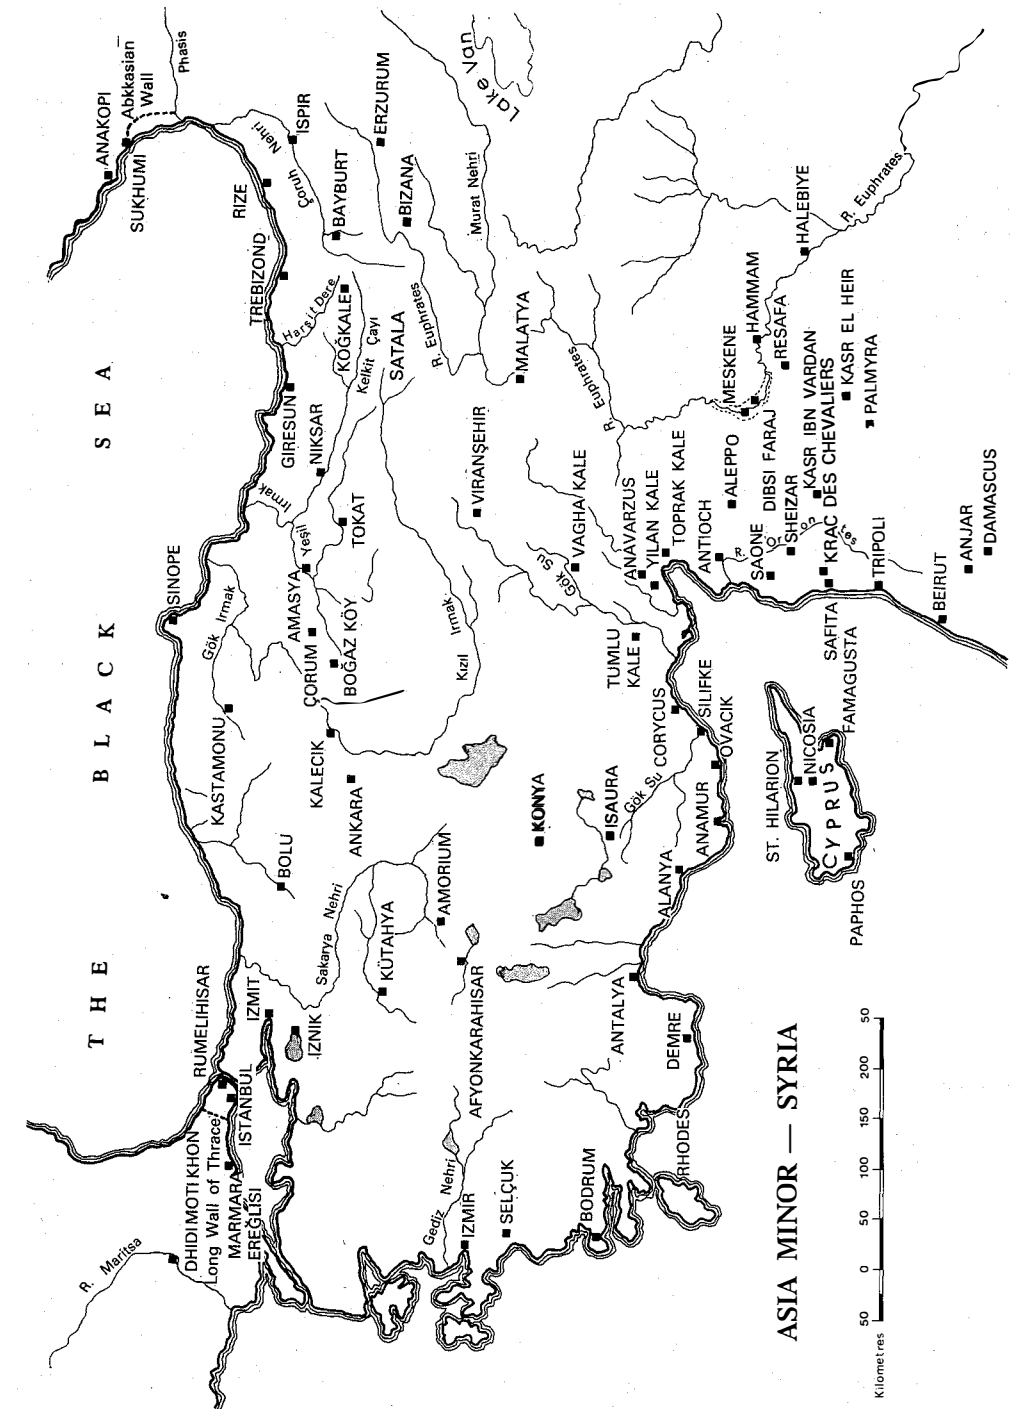 THE BLACK SEA
ANAKOPI
Abkkasian
Wall
Phasis
SUKHUMI
RIZE
TREBIZOND
Nehri
Çoruh
ISPIR
BAYBURT
ERZURUM
BIZANA
Lake Van
Murat Nehri
Harşit Dere
KOĞKALE
Kelkit Çayı
SATALA
R. Euphrates
MALATYA
R. Euphrates
R. Euphrates
HALEBIYE
HAMMAM
RESAFA
MESKENE
DIBSI FARAJ
ALEPPO
KASR EL HEIR
PALMYRA
KASR IBN VARDAN
KRAC DES CHEVALIERS
SHEIZAR
SAONE
R. Orontes
ANTIOCH
TOPRAK KALE
YILAN KALE
ANAVARZUS
VAGHA KALE
VIRANŞEHIR
GIRESUN
NIKSAR
TOKAT
Yeşil
Irmak
AMASYA
SINOPE
Gök Irmak
ÇORUM
BOĞAZ KÖY
Kızıl
Irmak
Gök Su
TUMLU
KALE
SAFITA
TRIPOLI
ANJAR
DAMASCUS
BEIRUT
FAMAGUSTA
NICOSIA
ST. HILARION
CYPRUS
PAPHOS
SILIFKE
OVACIK
CORYCUS
Gök Su
ISAURA
KONYA
ANAMUR
ALANYA
KASTAMONU
KALECIK
ANKARA
BOLU
Sakarya Nehri
AMORIUM
KÜTAHYA
AFYONKARAHISAR
ANTALYA
DEMRE
RUMELIHISAR
IZMIT
IZNIK
ISTANBUL
DHIDIMOTIKHON
Long Wall of Thrace
MARMARA
EREĞLISI
R. Maritsa
Gediz Nehri
IZMIR
SELÇUK
BODRUM
RHODES
ASIA MINOR — SYRIA
50 0 50 100 150 200 50
Kilometres